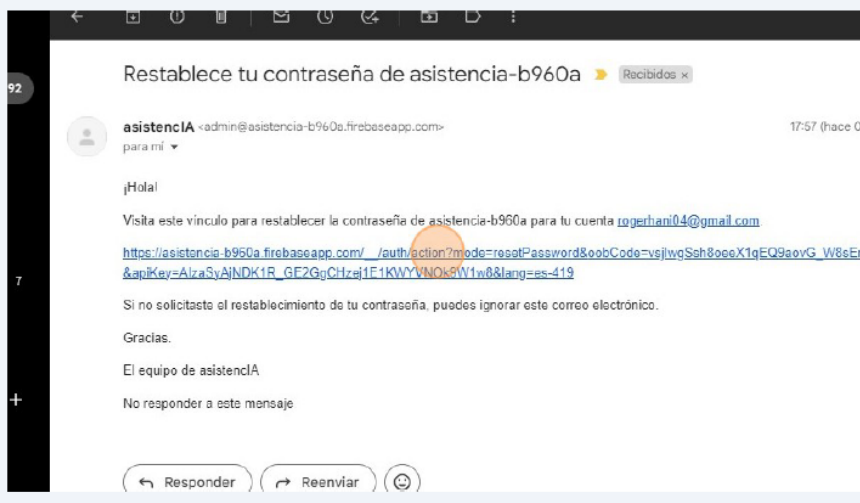 Restablece tu contraseña de asistencia-b960a Recibidos ×
92
asistencIA <admin@asistencia-b960a.firebaseapp.com> 17:57 (hace 0
para mí
¡Hola!
Visita este vínculo para restablecer la contraseña de asistencia-b960a para tu cuenta rogerhani04@gmail.com
https://asistencia-b960a.firebaseapp.com/__/auth/action?mode=resetPassword&oobCode=vsjlwgSsh8oeeX1qEQ9aovG_W8sEr
&apiKey=AIzaSyAjNDK1R_GE2GgCHzej1E1KWYVNOk8W1w8&lang=es-419
7
Si no solicitaste el restablecimiento de tu contraseña, puedes ignorar este correo electrónico.
Gracias.
El equipo de asistencIA
No responder a este mensaje
Responder Reenviar